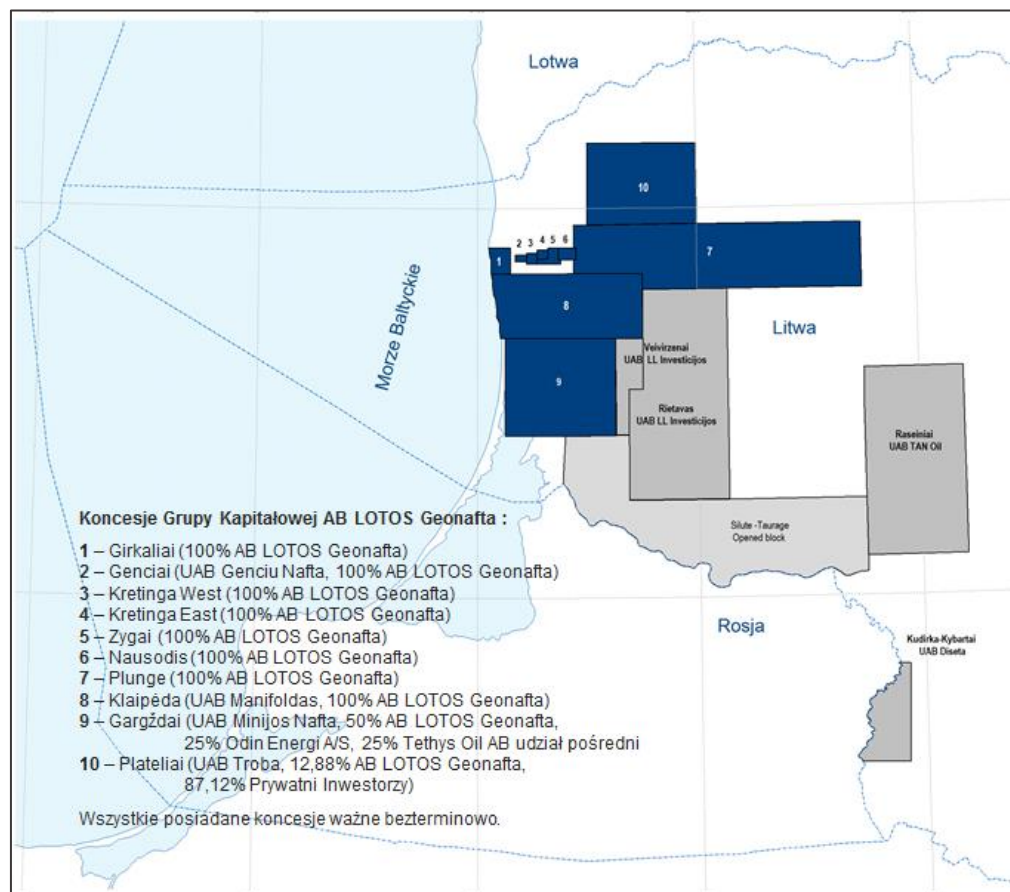 Lotwa
10
2
3
4
5
6
1
7
8
Morze Bałtyckie
Litwa
Veivirzenai
UAB LL Investicijos
9
Rietavas
UAB LL Investicijos
Raseiniai
UAB TAN Oil
Silute -Taurage
Opened block
Koncesje Grupy Kapitałowej AB LOTOS Geonafta :
1 – Girkaliai (100% AB LOTOS Geonafta)
2 – Genciai (UAB Genciu Nafta, 100% AB LOTOS Geonafta)
3 – Kretinga West (100% AB LOTOS Geonafta)
4 – Kretinga East (100% AB LOTOS Geonafta)
5 – Zygai (100% AB LOTOS Geonafta)
6 – Nausodis (100% AB LOTOS Geonafta)
7 – Plunge (100% AB LOTOS Geonafta)
8 – Klaipėda (UAB Manifoldas, 100% AB LOTOS Geonafta)
9 – Gargždai (UAB Minijos Nafta, 50% AB LOTOS Geonafta,
25% Odin Energi A/S, 25% Tethys Oil AB udział pośredni
10 – Plateliai (UAB Troba, 12,88% AB LOTOS Geonafta,
87,12% Prywatni Inwestorzy)
Wszystkie posiadane koncesje ważne bezterminowo.
Rosja
Kudirka-Kybartai
UAB Diseta